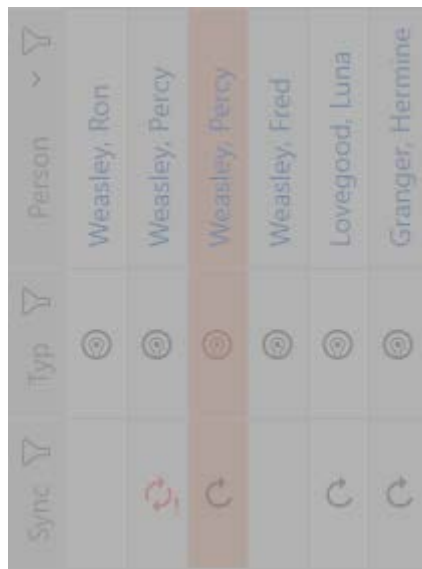 Sync Typ Person
Weasley, Ron
Weasley, Percy
Weasley, Percy
Weasley, Fred
Lovegood, Luna
Granger, Hermine